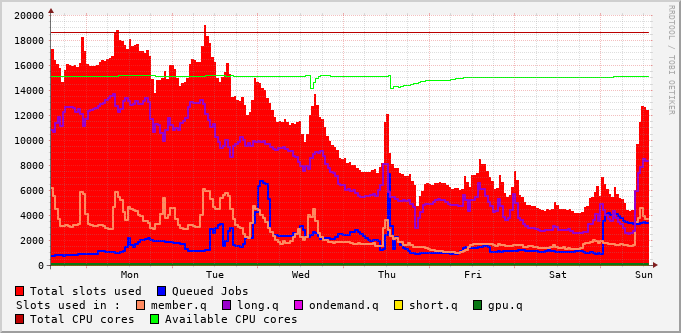 20000
18000
16000
14000
12000
10000
8000
6000
4000
2000
0
Mon Tue Wed Thu Fri Sat Sun
RRDTOOL / TOBI OETIKER
Total slots used Queued Jobs
Slots used in : member.q long.q ondemand.q short.q gpu.q
Total CPU cores Available CPU cores